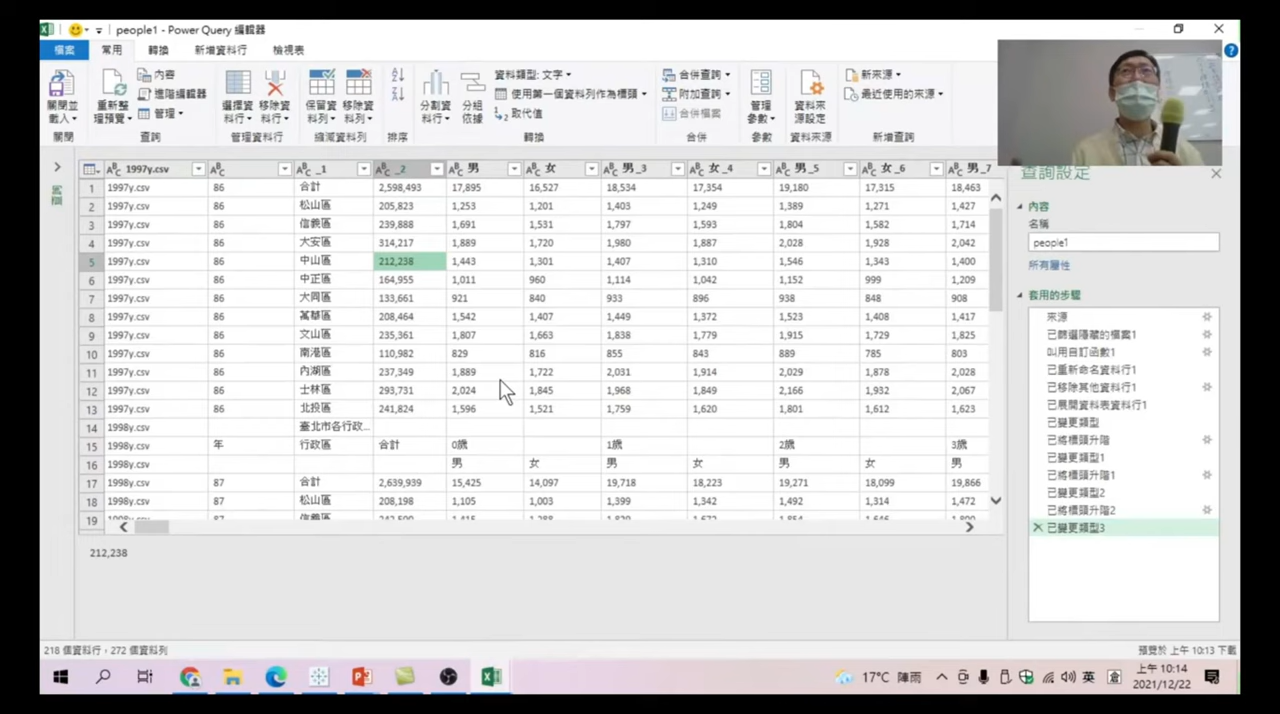 people1 - Power Query 編輯器
檔案 常用 轉換 新增資料行 檢視表
關閉並載入 重新整理預覽 內容 進階編輯器 管理 選擇資料行 移除資料行 保留資料列 移除資料列 分割資料行 分組依據 資料類型: 文字 使用第一個資料列作為標頭 取代值 合併查詢 附加查詢 合併檔案 管理參數 資料來源設定 新來源 最近使用的來源
關閉 查詢 管理資料行 縮減資料列 排序 轉換 合併 參數 資料來源 新增查詢
ABC 1997y.csv ABC ABC _1 ABC _2 ABC 男 ABC 女 ABC 男_3 ABC 女_4 ABC 男_5 ABC 女_6 ABC 男_7
1 1997y.csv 86 合計 2,598,493 17,895 16,527 18,534 17,354 19,180 17,315 18,463
2 1997y.csv 86 松山區 205,823 1,253 1,201 1,403 1,249 1,389 1,271 1,427
3 1997y.csv 86 信義區 239,888 1,691 1,531 1,797 1,593 1,804 1,582 1,714
4 1997y.csv 86 大安區 314,217 1,889 1,720 1,980 1,887 2,028 1,928 2,042
5 1997y.csv 86 中山區 212,238 1,443 1,301 1,407 1,310 1,546 1,343 1,400
6 1997y.csv 86 中正區 164,955 1,011 960 1,114 1,042 1,152 999 1,209
7 1997y.csv 86 大同區 133,661 921 840 933 896 938 848 908
8 1997y.csv 86 萬華區 208,464 1,542 1,407 1,449 1,372 1,523 1,408 1,417
9 1997y.csv 86 文山區 235,361 1,807 1,663 1,838 1,779 1,915 1,729 1,825
10 1997y.csv 86 南港區 110,982 829 816 855 843 889 785 803
11 1997y.csv 86 內湖區 237,349 1,889 1,722 2,031 1,914 2,029 1,878 2,028
12 1997y.csv 86 士林區 293,731 2,024 1,845 1,968 1,849 2,166 1,932 2,067
13 1997y.csv 86 北投區 241,824 1,596 1,521 1,759 1,620 1,801 1,612 1,623
14 1998y.csv 臺北市各行政...
15 1998y.csv 年 行政區 合計 0歲 1歲 2歲 3歲
16 1998y.csv 男 女 男 女 男 女 男
17 1998y.csv 87 合計 2,639,939 15,425 14,097 19,718 18,223 19,271 18,099 19,866
18 1998y.csv 87 松山區 208,198 1,105 1,003 1,399 1,342 1,492 1,314 1,472
19 1998y.csv 87 信義區
212,238
查詢設定
內容
名稱
people1
所有屬性
套用的步驟
來源
已篩選隱藏的檔案1
叫用自訂函數1
已重新命名資料行1
已移除其他資料行1
已展開資料表資料行1
已變更類型
已將標頭升階
已變更類型1
已將標頭升階1
已變更類型2
已將標頭升階2
已變更類型3
218 個資料行，272 個資料列
預覽於 上午 10:13 下載
17°C 陣雨 英 倉 上午 10:14
2021/12/22